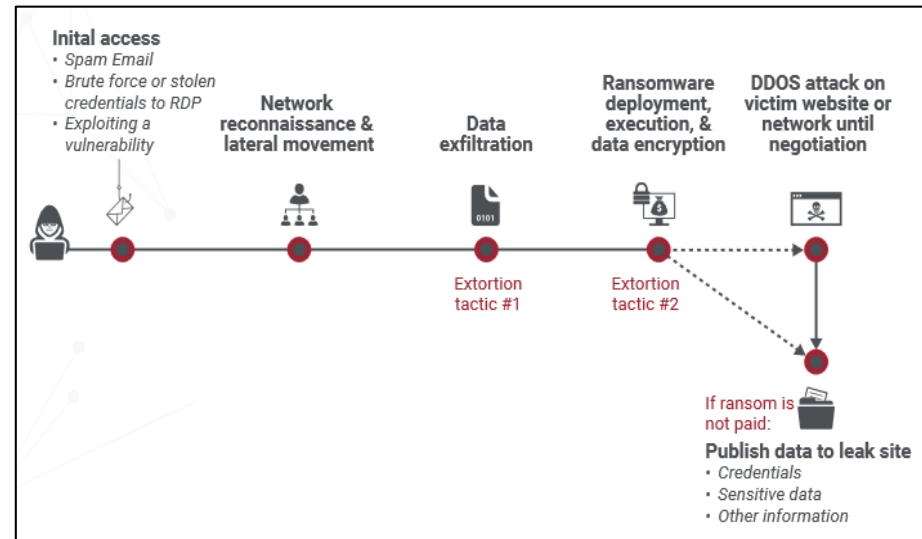 Inital access
• Spam Email
• Brute force or stolen
credentials to RDP
• Exploiting a
vulnerability
Network
reconnaissance &
lateral movement
Data
exfiltration
Ransomware
deployment,
execution, &
data encryption
DDOS attack on
victim website or
network until
negotiation
0101
$
Extortion
tactic #1
Extortion
tactic #2
If ransom is
not paid:
Publish data to leak site
• Credentials
• Sensitive data
• Other information